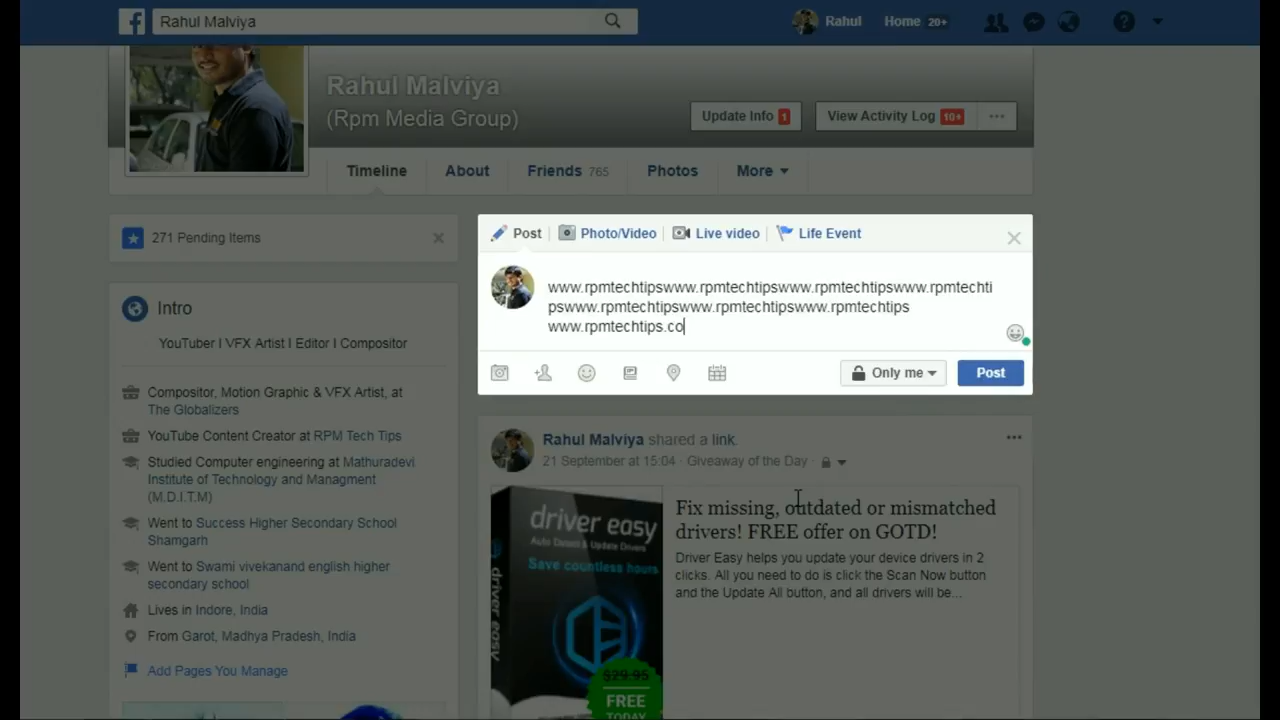 Rahul Malviya
Rahul
Home 20+
Rahul Malviya
(Rpm Media Group)
Update Info 1
View Activity Log 10+
Timeline
About
Friends 765
Photos
More
271 Pending Items
Post
Photo/Video
Live video
Life Event
www.rpmtechtipswww.rpmtechtipswww.rpmtechtipswww.rpmtechti
pswww.rpmtechtipswww.rpmtechtipswww.rpmtechtips
www.rpmtechtips.co
Only me
Post
Intro
YouTuber I VFX Artist I Editor I Compositor
Compositor, Motion Graphic & VFX Artist, at
The Globalizers
YouTube Content Creator at RPM Tech Tips
Studied Computer engineering at Mathuradevi
Institute of Technology and Managment
(M.D.I.T.M)
Went to Success Higher Secondary School
Shamgarh
Went to Swami vivekanand english higher
secondary school
Lives in Indore, India
From Garot, Madhya Pradesh, India
Add Pages You Manage
Rahul Malviya shared a link.
21 September at 15:04 · Giveaway of the Day ·
driver easy
Auto Detect & Update Drivers
Save countless hours
driver easy
$29.95
FREE
TODAY
Fix missing, outdated or mismatched
drivers! FREE offer on GOTD!
Driver Easy helps you update your device drivers in 2
clicks. All you need to do is click the Scan Now button
and the Update All button, and all drivers will be...